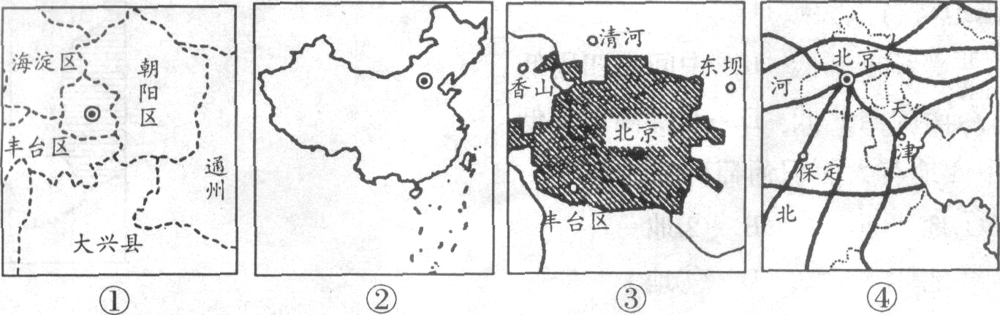 海淀区
朝阳区
丰台区
通州
大兴县
①
②
清河
香山
东坝
北京
丰台区
③
北京
河
天
津
保定
北
④